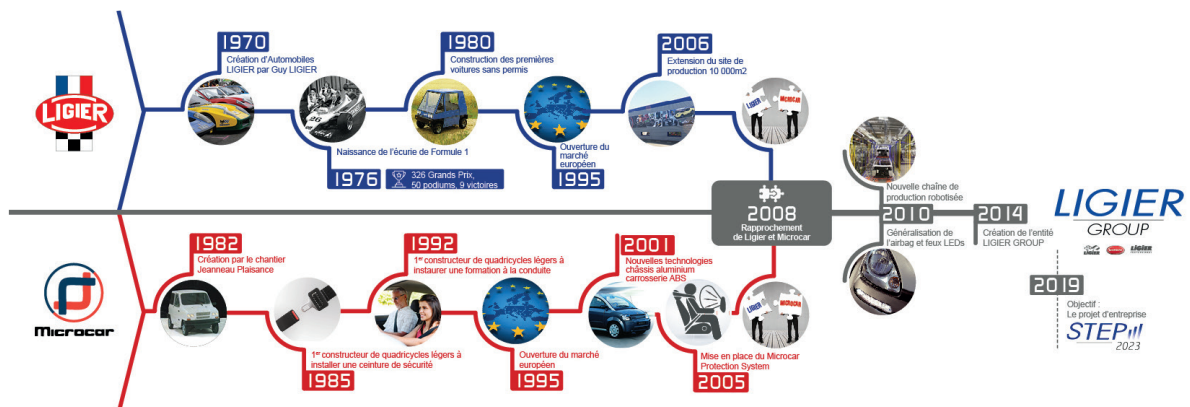 LIGIER
1970
Création d'Automobiles
LIGIER par Guy LIGIER
Naissance de l'écurie de Formule 1
1976
326 Grands Prix,
50 podiums, 9 victoires
1980
Construction des premières
voitures sans permis
Ouverture du
marché
européen
1995
2006
Extension du site de
production 10 000m2
LIGIER
MICROCAR
Microcar
1982
Création par le chantier
Jeanneau Plaisance
1er constructeur de quadricycles légers à
installer une ceinture de sécurité
1985
1992
1er constructeur de quadricycles légers à
instaurer une formation à la conduite
Ouverture du marché
européen
1995
2001
Nouvelles technologies
châssis aluminium
carrosserie ABS
Mise en place du Microcar
Protection System
2005
LIGIER
MICROCAR
2008
Rapprochement
de Ligier et Microcar
Nouvelle chaîne de
production robotisée
2010
Généralisation de
l'airbag et feux LEDs
2014
Création de l'entité
LIGIER GROUP
LIGIER
GROUP
2019
Objectif :
Le projet d'entreprise
STEP
2023